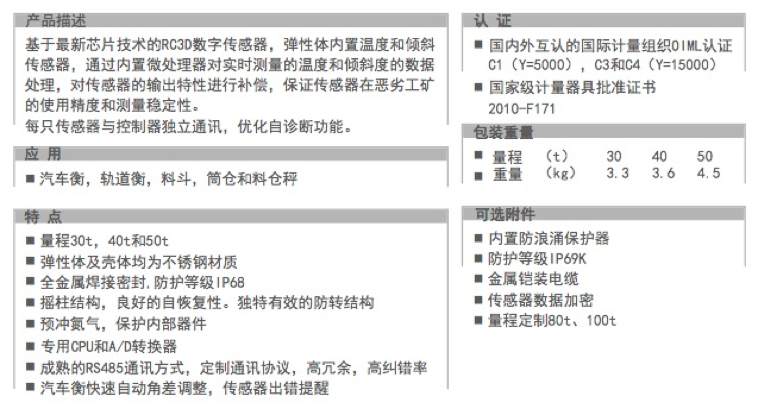 产品描述
基于最新芯片技术的RC3D数字传感器，弹性体内置温度和倾斜
传感器，通过内置微处理器对实时测量的温度和倾斜度的数据
处理，对传感器的输出特性进行补偿，保证传感器在恶劣工矿
的使用精度和测量稳定性。
每只传感器与控制器独立通讯，优化自诊断功能。
应 用
■ 汽车衡，轨道衡，料斗，筒仓和料仓秤
特 点
■ 量程30t，40t和50t
■ 弹性体及壳体均为不锈钢材质
■ 全金属焊接密封,防护等级IP68
■ 摇柱结构，良好的自恢复性。独特有效的防转结构
■ 预冲氮气，保护内部器件
■ 专用CPU和A/D转换器
■ 成熟的RS485通讯方式，定制通讯协议，高冗余，高纠错率
■ 汽车衡快速自动角差调整，传感器出错提醒
认 证
■ 国内外互认的国际计量组织OIML认证
C1（Y=5000），C3和C4（Y=15000）
■ 国家级计量器具批准证书
2010-F171
包装重量
■ 量程 （t） 30 40 50
■ 重量 （kg） 3.3 3.6 4.5
可选附件
■ 内置防浪涌保护器
■ 防护等级IP69K
■ 金属铠装电缆
■ 传感器数据加密
■ 量程定制80t、100t